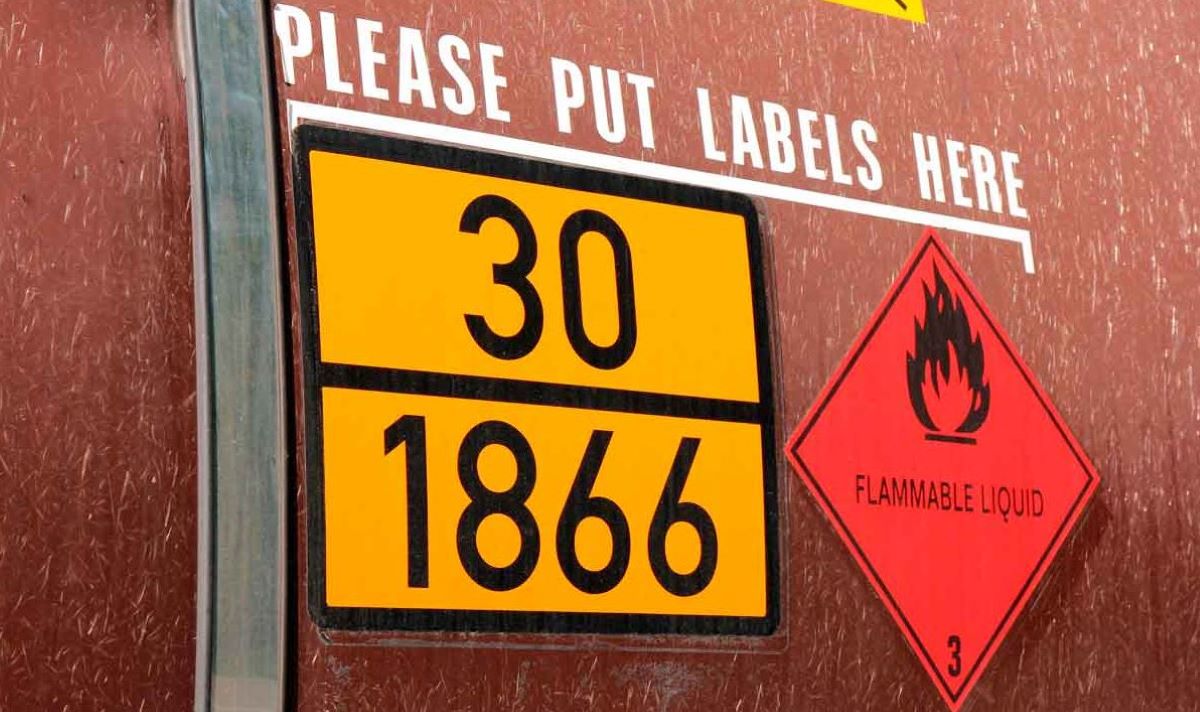 PLEASE PUT LABELS HERE
30
1866
FLAMMABLE LIQUID
3